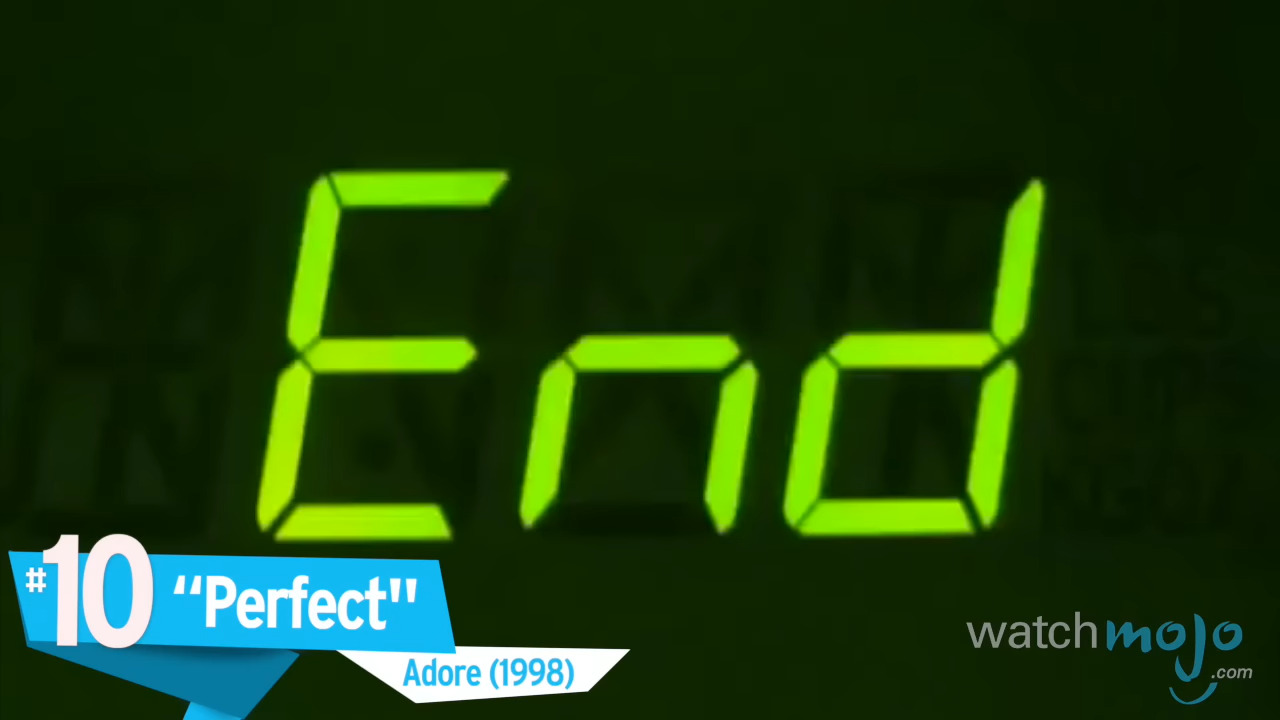 End
#10 “Perfect"
Adore (1998)
watchmojo
.com